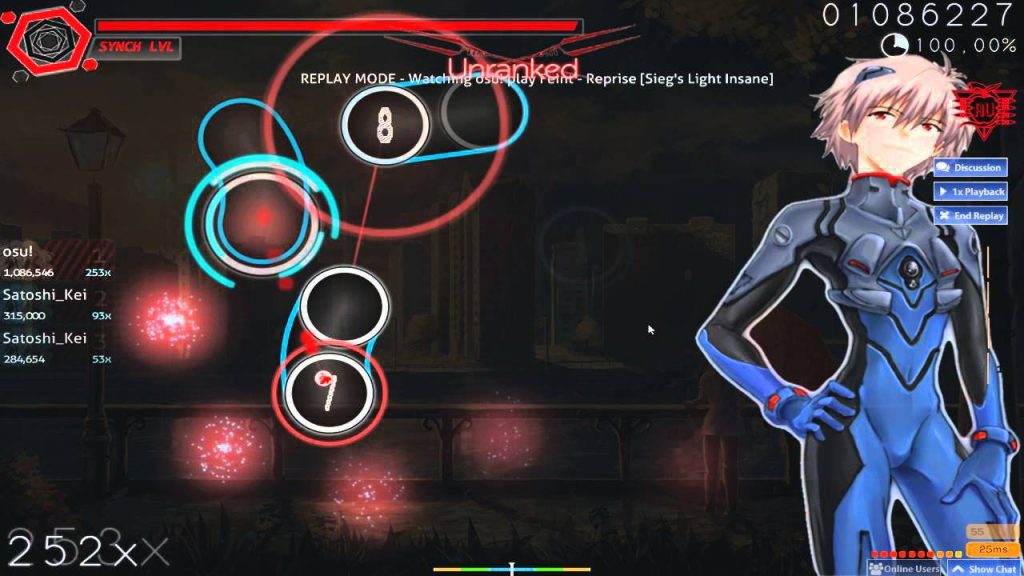 01086227
SYNCH LVL
100,00%
Unranked
REPLAY MODE - Watching osu! play
Reprise [Sieg's Light Insane]
8
Discussion
1x Playback
End Replay
osu!
1,086,546 253x
Satoshi_Kei
315,000 93x
Satoshi_Kei
284,654 53x
7
252x
55
25ms
Online Users
Show Chat